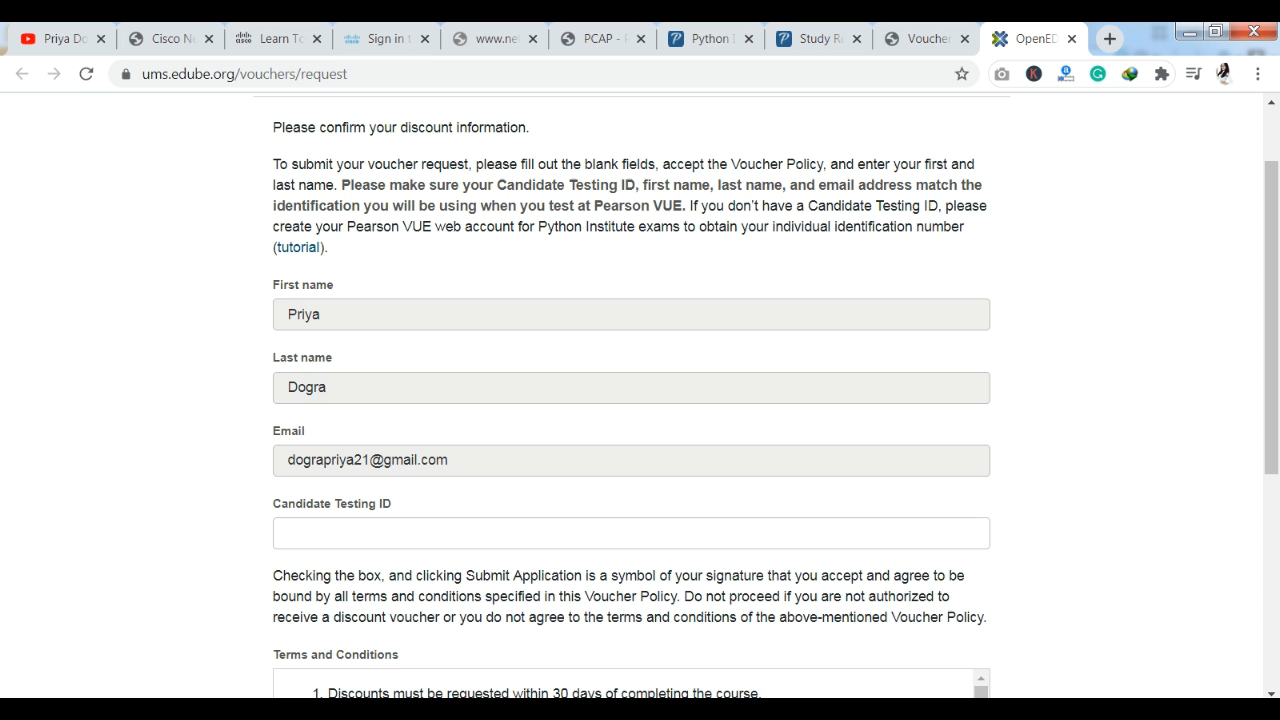 Priya Do
Cisco Ne
Learn To
Sign in t
www.ne
PCAP -
Python I
Study Re
Vouche
OpenED
ums.edube.org/vouchers/request
Please confirm your discount information.
To submit your voucher request, please fill out the blank fields, accept the Voucher Policy, and enter your first and
last name. Please make sure your Candidate Testing ID, first name, last name, and email address match the
identification you will be using when you test at Pearson VUE. If you don't have a Candidate Testing ID, please
create your Pearson VUE web account for Python Institute exams to obtain your individual identification number
(tutorial).
First name
Priya
Last name
Dogra
Email
dograpriya21@gmail.com
Candidate Testing ID
Checking the box, and clicking Submit Application is a symbol of your signature that you accept and agree to be
bound by all terms and conditions specified in this Voucher Policy. Do not proceed if you are not authorized to
receive a discount voucher or you do not agree to the terms and conditions of the above-mentioned Voucher Policy.
Terms and Conditions
1. Discounts must be requested within 30 days of completing the course.